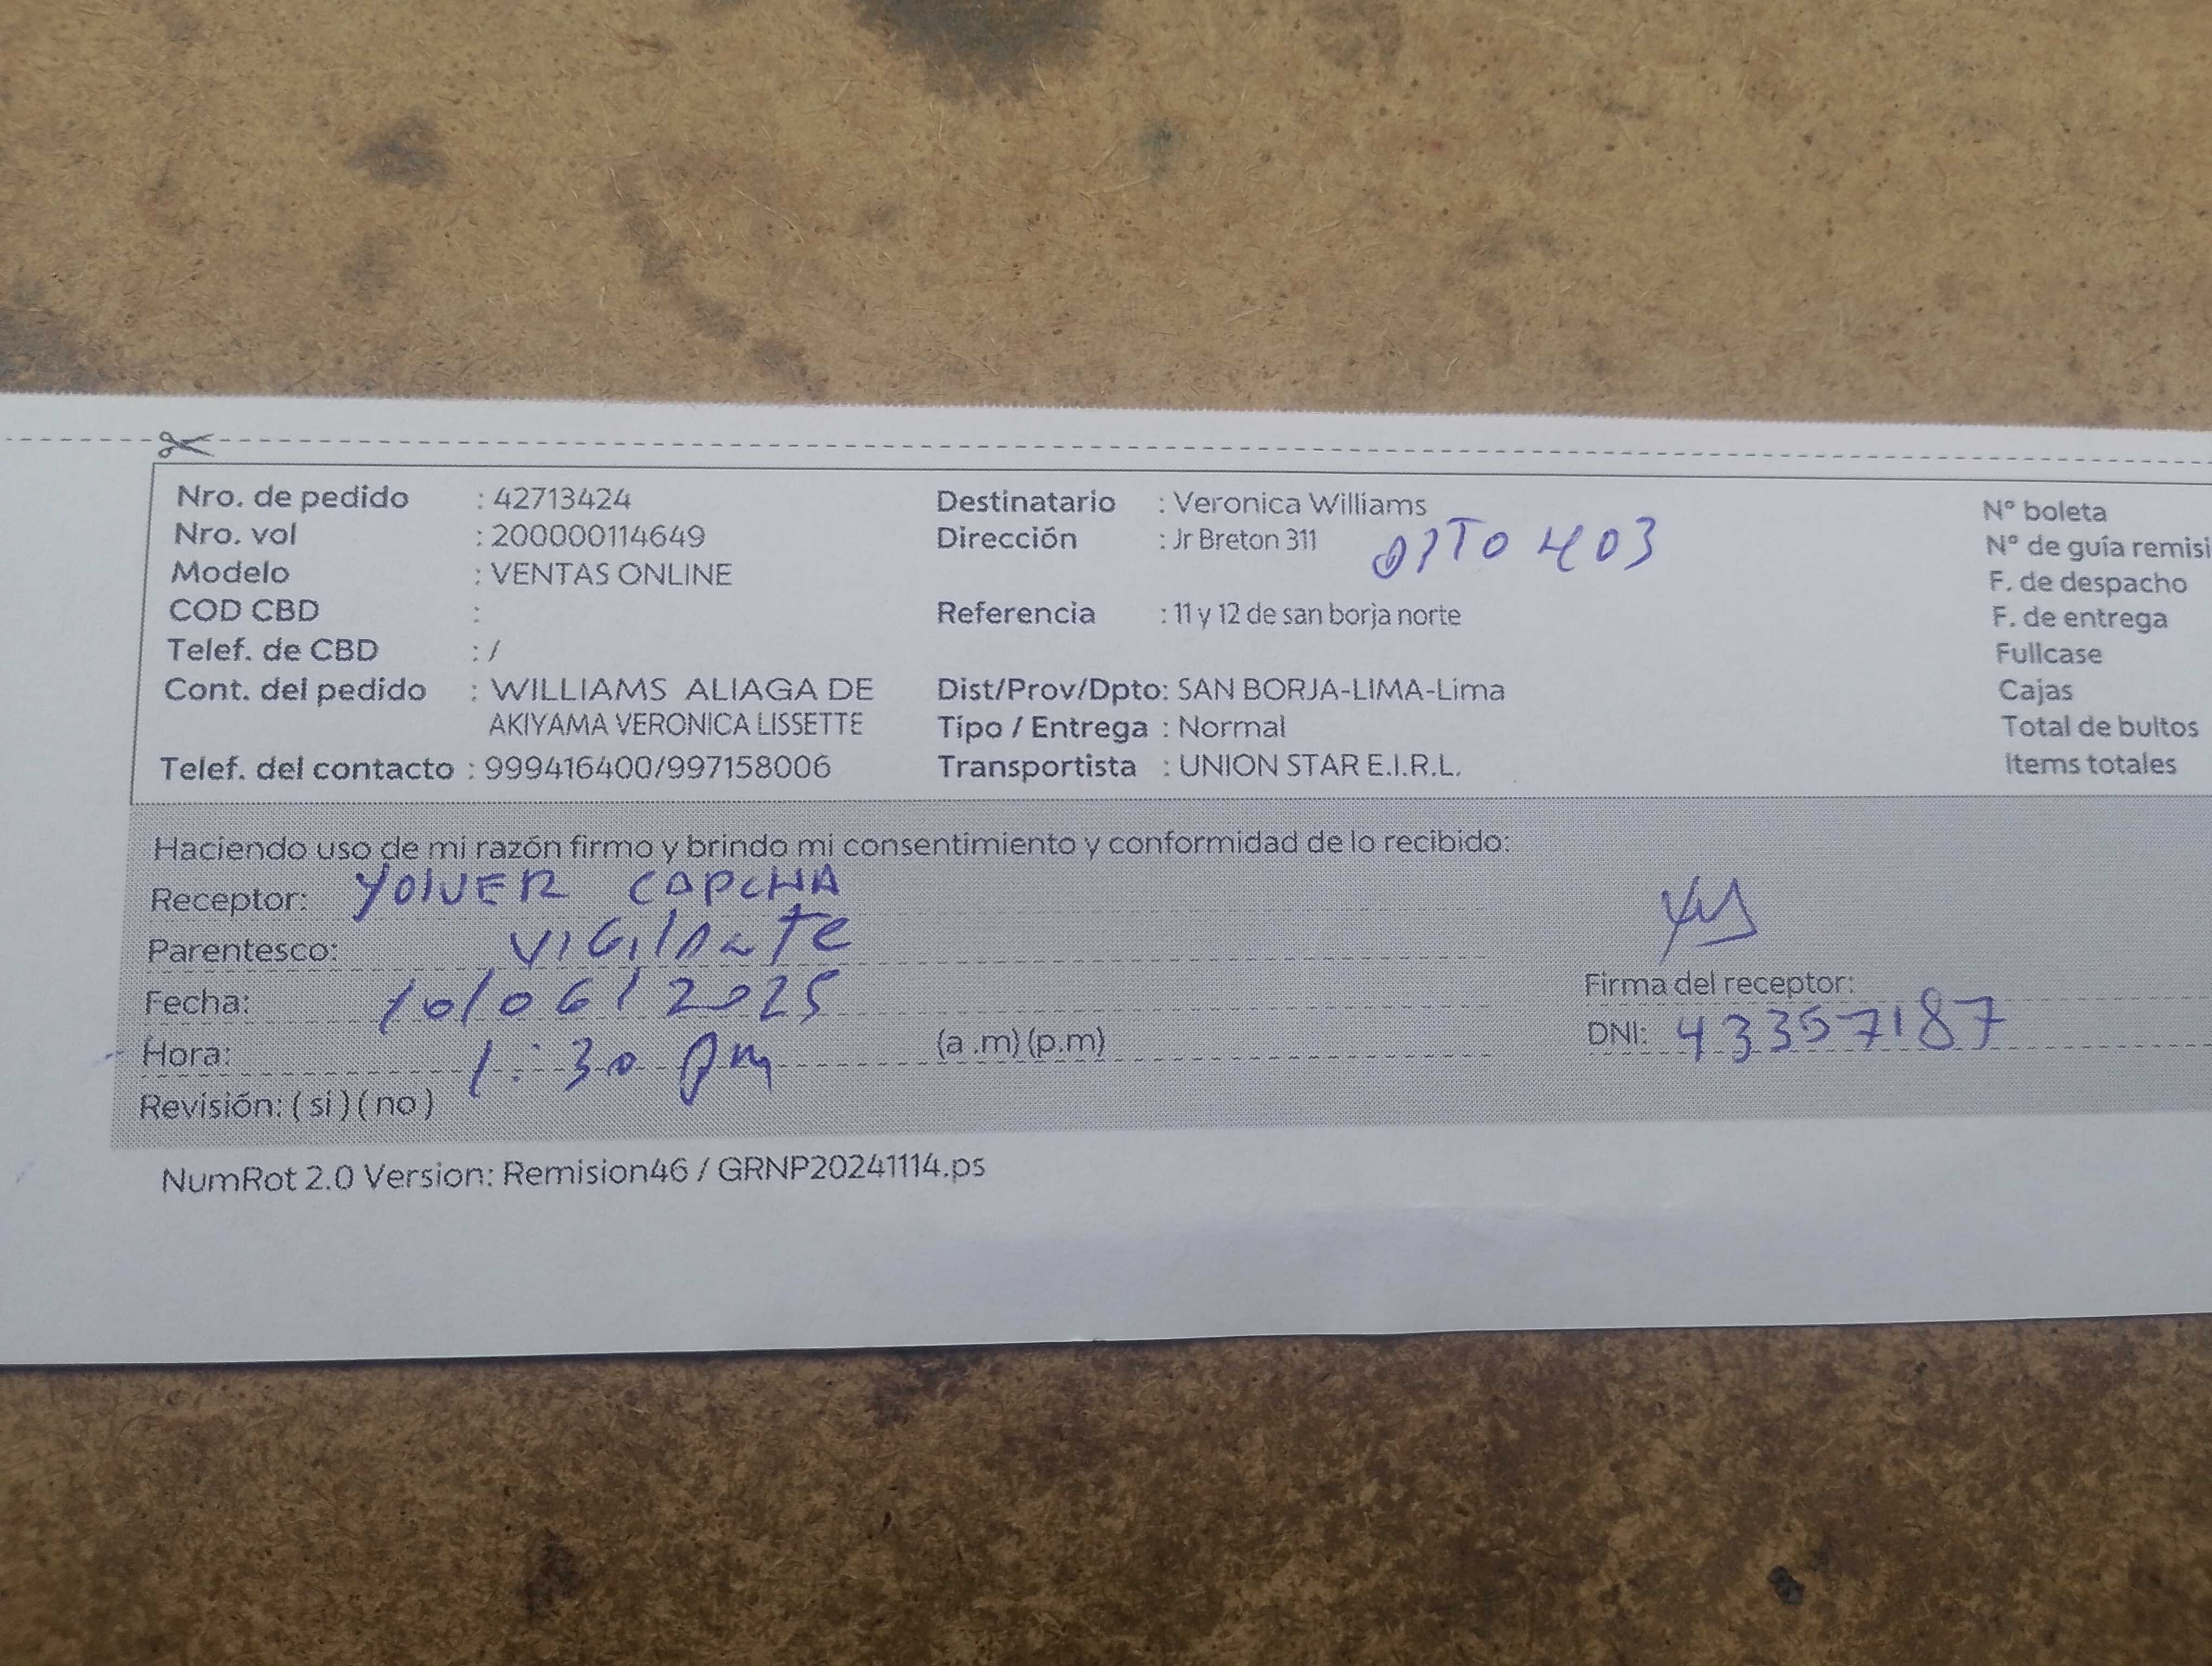 Nro. de pedido : 42713424
Nro. vol : 200000114649
Modelo : VENTAS ONLINE
COD CBD :
Telef. de CBD : /
Cont. del pedido : WILLIAMS ALIAGA DE
AKIYAMA VERONICA LISSETTE
Telef. del contacto : 999416400/997158006
Destinatario : Veronica Williams
Dirección : Jr Breton 311 DPTO 403
Referencia : 11 y 12 de san borja norte
Dist/Prov/Dpto: SAN BORJA-LIMA-Lima
Tipo / Entrega : Normal
Transportista : UNION STAR E.I.R.L.
N° boleta
N° de guía remisi
F. de despacho
F. de entrega
Fullcase
Cajas
Total de bultos
Items totales
Haciendo uso de mi razón firmo y brindo mi consentimiento y conformidad de lo recibido:
Receptor: YOLVER CAPCHA
Parentesco: VIGILANTE
Fecha: 10/06/2025
Hora: 1:30 pm (a .m) (p.m)
Revisión: ( si ) ( no )
Firma del receptor:
DNI: 43357187
NumRot 2.0 Version: Remision46 / GRNP20241114.ps